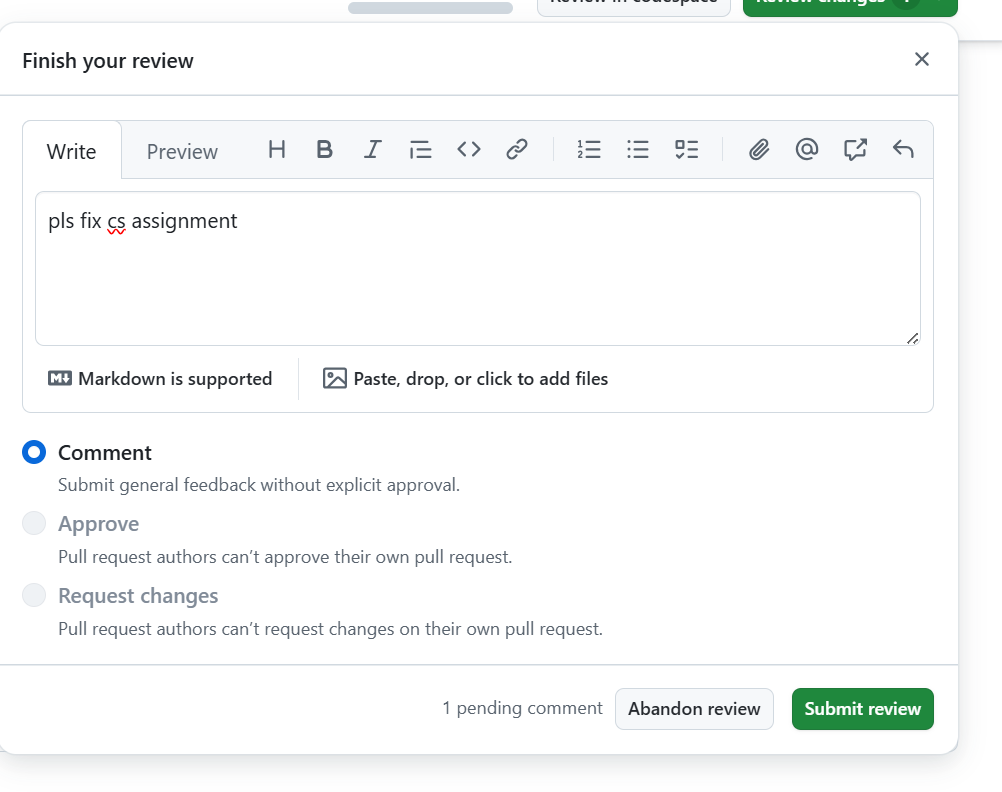 Review in codespace
Review changes
Finish your review
Write
Preview
pls fix cs assignment
Markdown is supported
Paste, drop, or click to add files
Comment
Submit general feedback without explicit approval.
Approve
Pull request authors can’t approve their own pull request.
Request changes
Pull request authors can’t request changes on their own pull request.
1 pending comment
Abandon review
Submit review